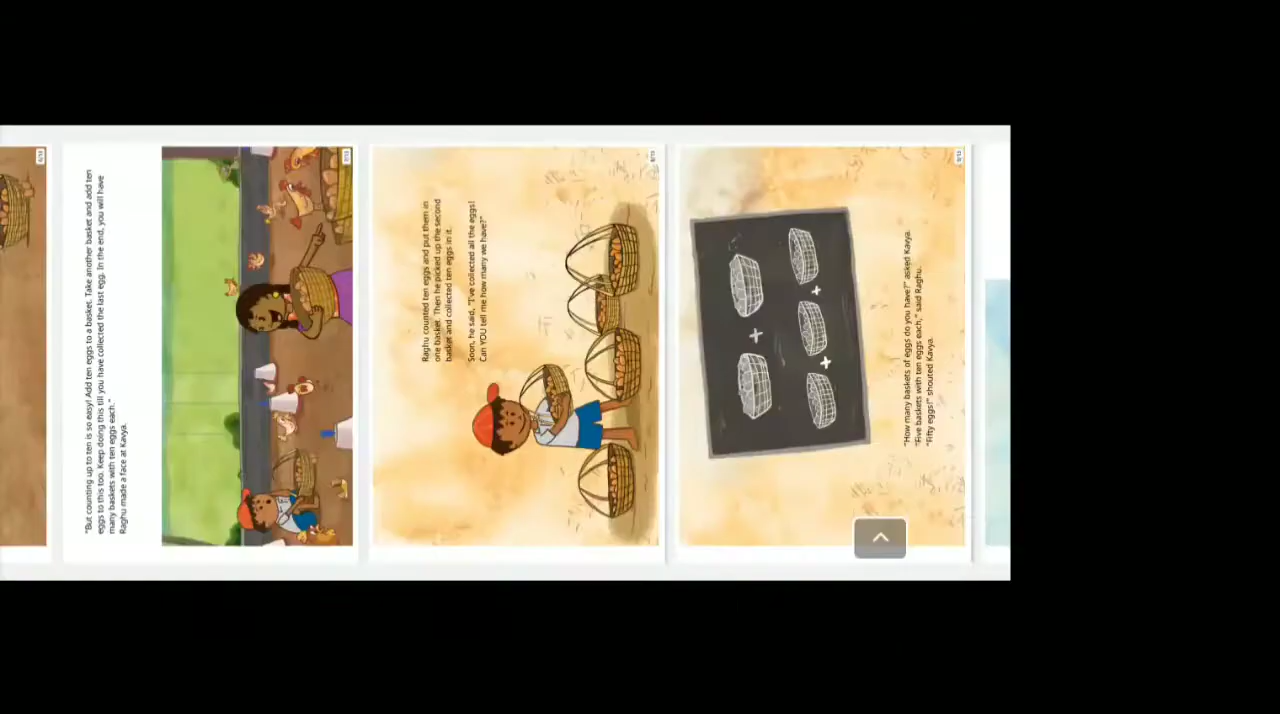 "But counting up to ten is so easy! Add ten eggs to a basket. Take another basket and add ten
eggs to this too. Keep doing this till you have collected the last egg. In the end, you will have
many baskets with ten eggs each."
Raghu made a face at Kavya.
Raghu counted ten eggs and put them in
one basket. Then he picked up the second
basket and collected ten eggs in it.
Soon, he said, "I've collected all the eggs!
Can YOU tell me how many we have?"
"How many baskets of eggs do you have?" asked Kavya.
"Five baskets with ten eggs each," said Raghu.
"Fifty eggs!" shouted Kavya.